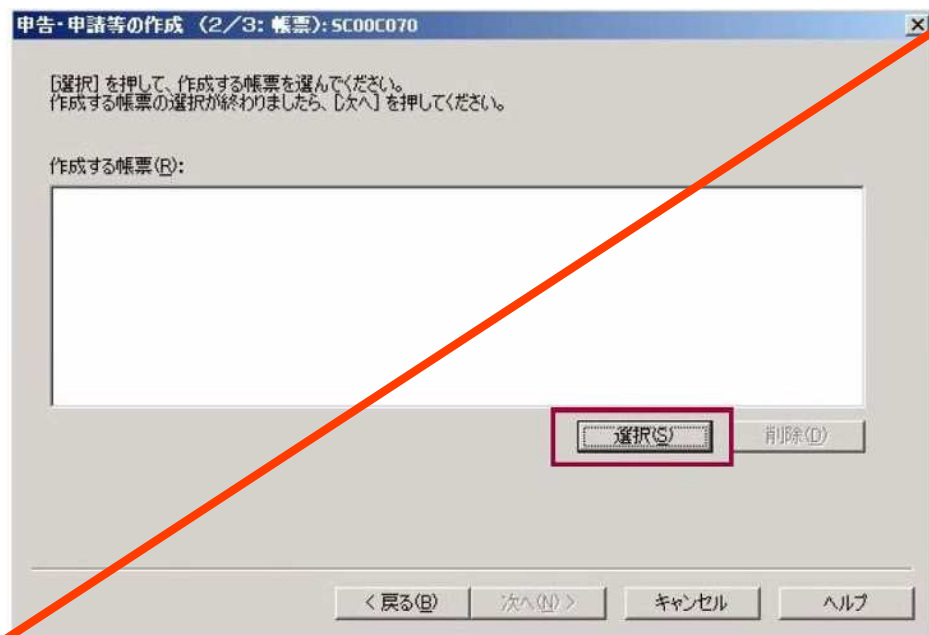 申告・申請等の作成 (2/3: 帳票): SC00C070
[選択] を押して、作成する帳票を選んでください。
作成する帳票の選択が終わりましたら、[次へ] を押してください。
作成する帳票(R):
選択(S)
削除(D)
< 戻る(B)
次へ(N) >
キャンセル
ヘルプ